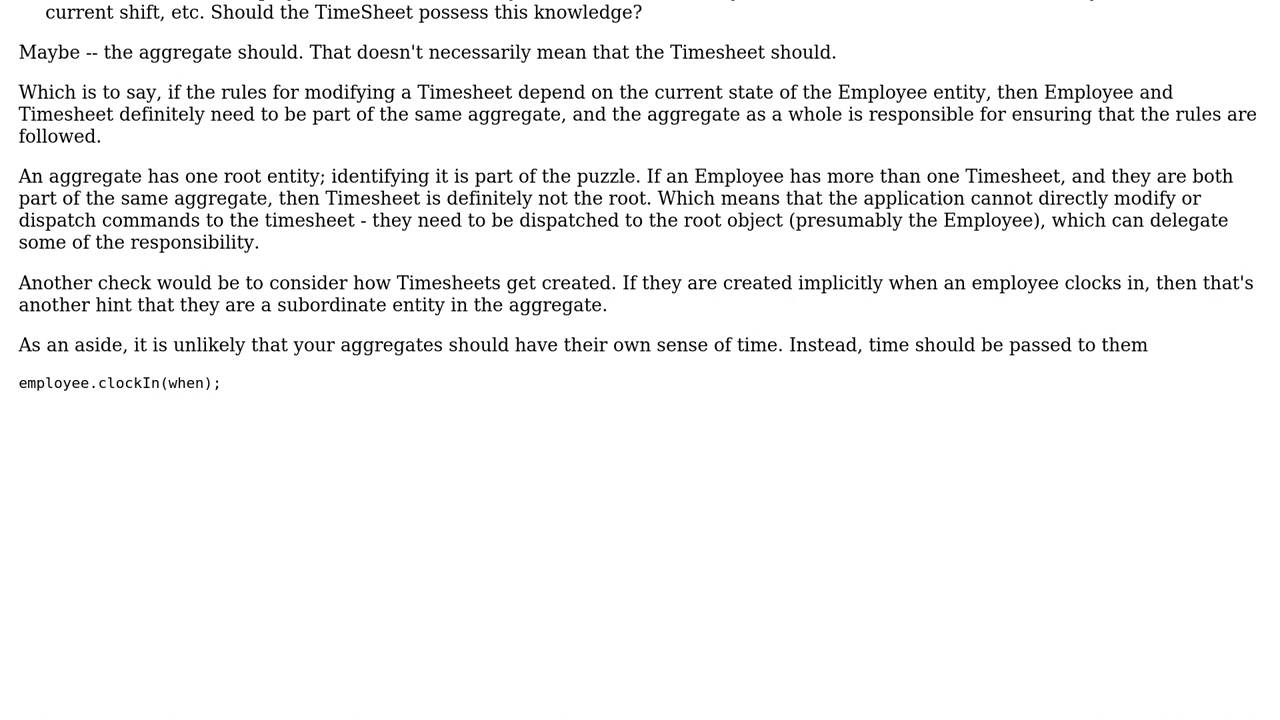 current shift, etc. Should the TimeSheet possess this knowledge?
Maybe -- the aggregate should. That doesn't necessarily mean that the Timesheet should.
Which is to say, if the rules for modifying a Timesheet depend on the current state of the Employee entity, then Employee and
Timesheet definitely need to be part of the same aggregate, and the aggregate as a whole is responsible for ensuring that the rules are
followed.
An aggregate has one root entity; identifying it is part of the puzzle. If an Employee has more than one Timesheet, and they are both
part of the same aggregate, then Timesheet is definitely not the root. Which means that the application cannot directly modify or
dispatch commands to the timesheet - they need to be dispatched to the root object (presumably the Employee), which can delegate
some of the responsibility.
Another check would be to consider how Timesheets get created. If they are created implicitly when an employee clocks in, then that's
another hint that they are a subordinate entity in the aggregate.
As an aside, it is unlikely that your aggregates should have their own sense of time. Instead, time should be passed to them
employee.clockIn(when);